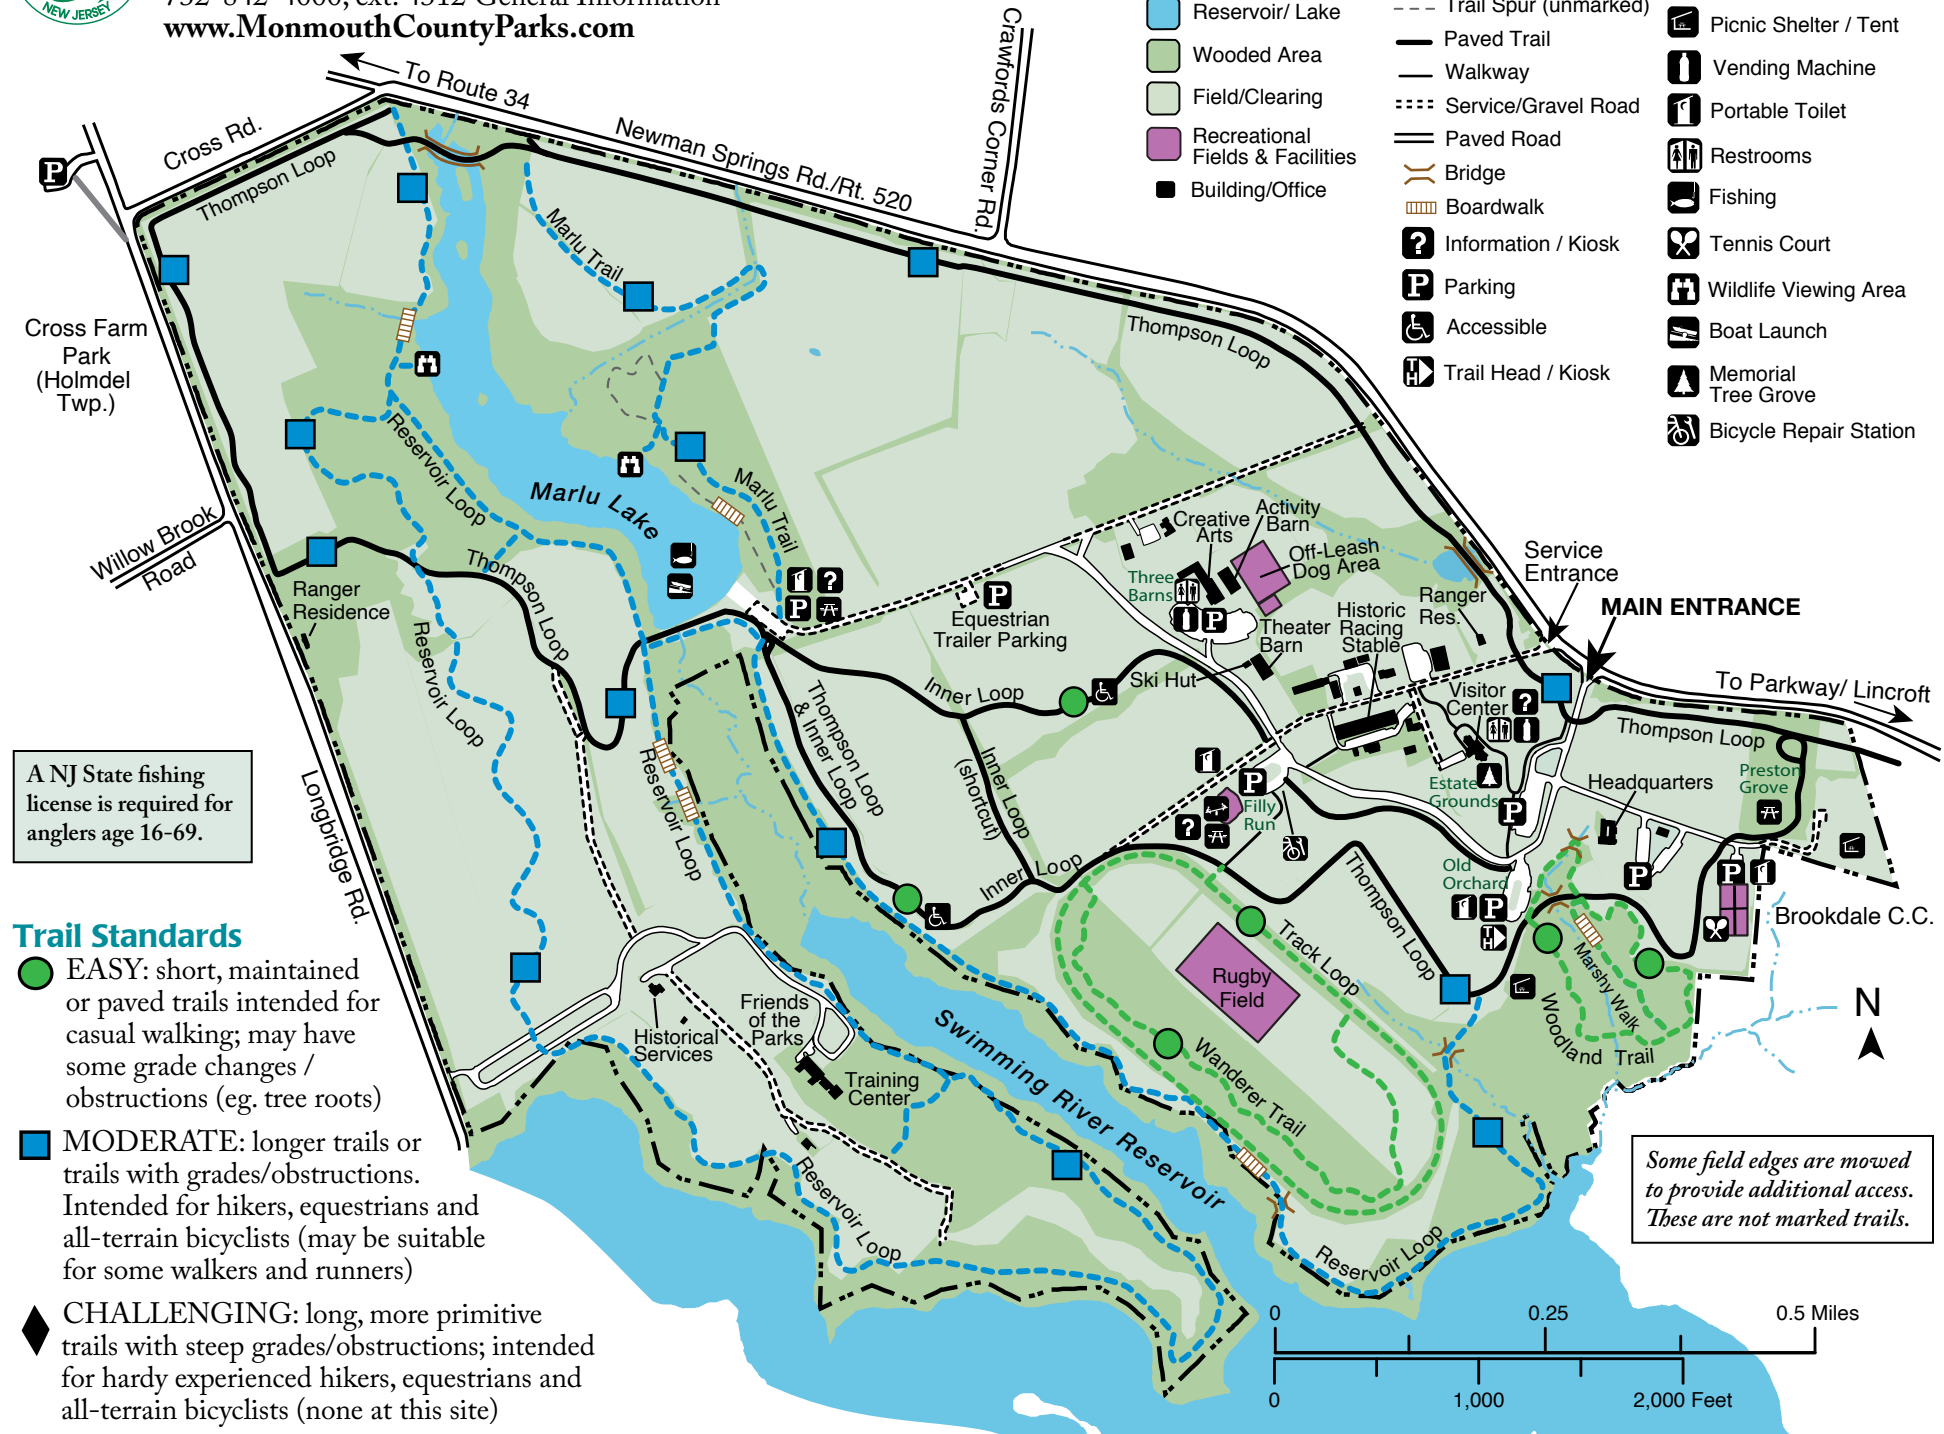 NEW JERSEY
732-842-4000, ext. 4312 General Information
www.MonmouthCountyParks.com
Reservoir/ Lake
Wooded Area
Field/Clearing
Recreational
Fields & Facilities
Building/Office
Trail Spur (unmarked)
Paved Trail
Walkway
Service/Gravel Road
Paved Road
Bridge
Boardwalk
? Information / Kiosk
P Parking
Accessible
TH Trail Head / Kiosk
Picnic Shelter / Tent
Vending Machine
Portable Toilet
Restrooms
Fishing
Tennis Court
Wildlife Viewing Area
Boat Launch
Memorial
Tree Grove
Bicycle Repair Station
To Route 34
Cross Rd.
Thompson Loop
Newman Springs Rd./Rt. 520
Crawfords Corner Rd.
P
Marlu Trail
Thompson Loop
Cross Farm
Park
(Holmdel
Twp.)
Reservoir Loop
Marlu Lake
Marlu Trail
Willow Brook
Road
Thompson Loop
Ranger
Residence
Reservoir Loop
Creative
Arts
Activity
Barn
Off-Leash
Dog Area
Three
Barns
P
Theater
Barn
Historic
Racing
Stable
Ranger
Res.
Service
Entrance
MAIN ENTRANCE
?
P
P
Equestrian
Trailer Parking
Ski Hut
Inner Loop
Thompson Loop
& Inner Loop
Inner Loop
(shortcut)
Inner Loop
Visitor
Center
?
To Parkway/ Lincroft
Thompson Loop
Preston
Grove
Headquarters
Estate
Grounds
P
P
Filly
Run
?
Old
Orchard
P
TH
P
P
Brookdale C.C.
Thompson Loop
Longbridge Rd.
Reservoir Loop
A NJ State fishing
license is required for
anglers age 16-69.
Trail Standards
EASY: short, maintained
or paved trails intended for
casual walking; may have
some grade changes /
obstructions (eg. tree roots)
MODERATE: longer trails or
trails with grades/obstructions.
Intended for hikers, equestrians and
all-terrain bicyclists (may be suitable
for some walkers and runners)
CHALLENGING: long, more primitive
trails with steep grades/obstructions; intended
for hardy experienced hikers, equestrians and
all-terrain bicyclists (none at this site)
Rugby
Field
Track Loop
Wanderer Trail
Marshy Walk
Woodland Trail
N
Historical
Services
Friends
of the
Parks
Training
Center
Swimming River Reservoir
Reservoir Loop
Reservoir Loop
Some field edges are mowed
to provide additional access.
These are not marked trails.
0 0.25 0.5 Miles
0 1,000 2,000 Feet